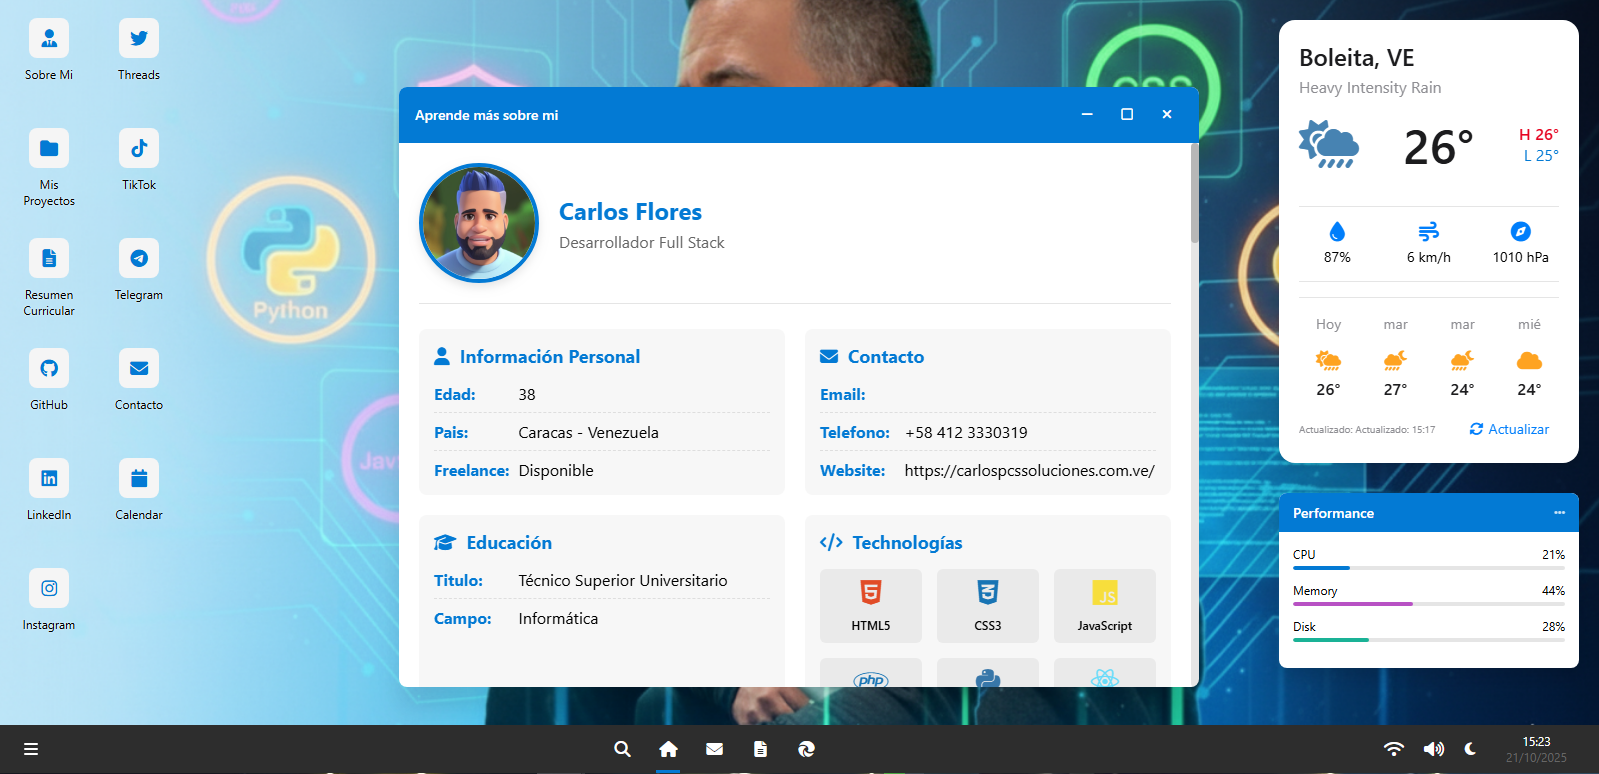 Sobre Mi
Threads
Mis
Proyectos
TikTok
Resumen
Curricular
Telegram
GitHub
Contacto
LinkedIn
Calendar
Instagram
Python
CSS
Aprende más sobre mi
Carlos Flores
Desarrollador Full Stack
Información Personal
Edad: 38
Pais: Caracas - Venezuela
Freelance: Disponible
Contacto
Email:
Telefono: +58 412 3330319
Website: https://carlospcssoluciones.com.ve/
Educación
Titulo: Técnico Superior Universitario
Campo: Informática
Technologías
HTML5
CSS3
JS
JavaScript
php
Boleita, VE
Heavy Intensity Rain
26°
H 26°
L 25°
87%
6 km/h
1010 hPa
Hoy mar mar mié
26° 27° 24° 24°
Actualizado: Actualizado: 15:17
Actualizar
Performance
CPU 21%
Memory 44%
Disk 28%
15:23
21/10/2025